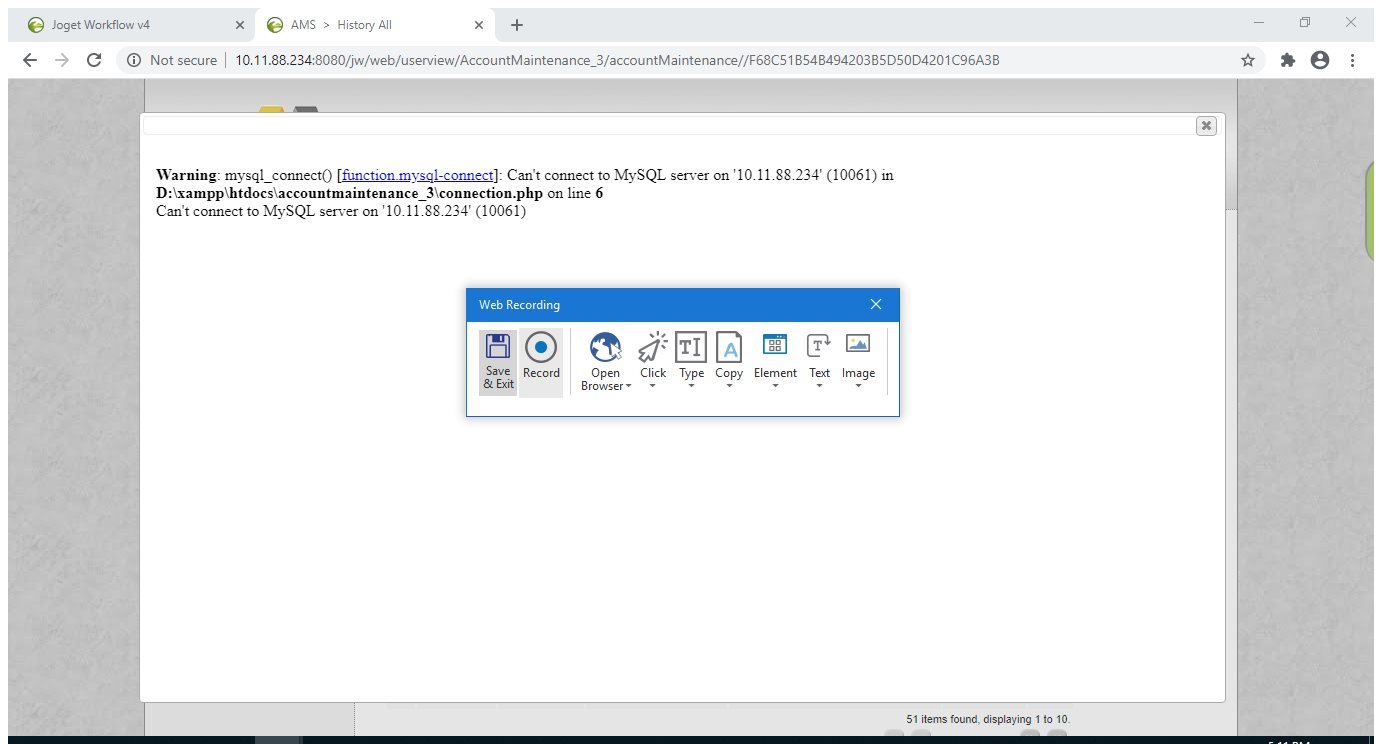 Joget Workflow v4
AMS > History All
Not secure
10.11.88.234:8080/jw/web/userview/AccountMaintenance_3/accountMaintenance//F68C51B54B494203B5D50D4201C96A3B
Warning: mysql_connect() [function.mysql-connect]: Can't connect to MySQL server on '10.11.88.234' (10061) in
D:\xampp\htdocs\accountmaintenance_3\connection.php on line 6
Can't connect to MySQL server on '10.11.88.234' (10061)
Web Recording
Save & Exit
Record
Open Browser
Click
Type
Copy
Element
Text
Image
51 items found, displaying 1 to 10.
5:11 PM